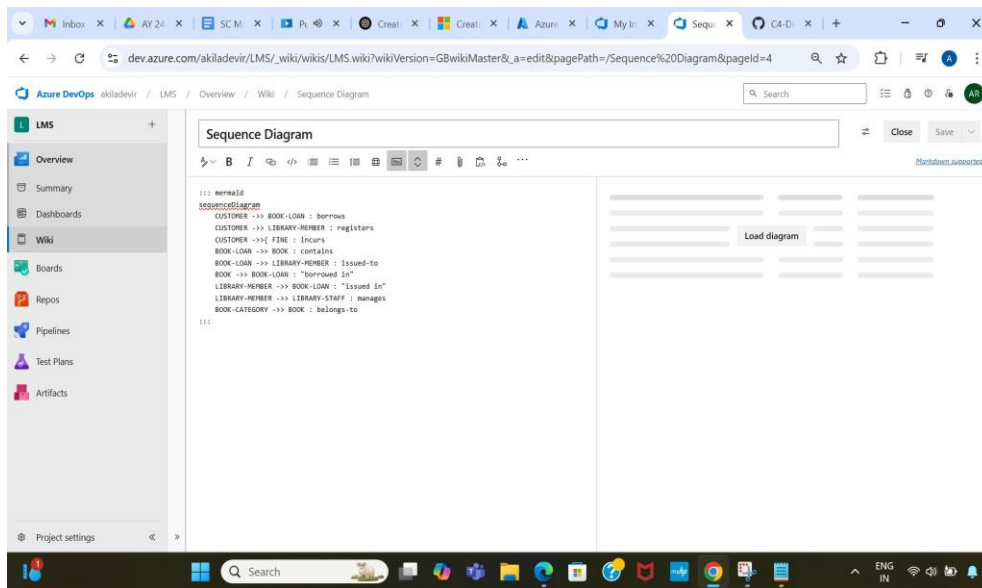 Inbox
AY 24
SC M
Creat
Creat
Azure
My In
Sequ
C4-Di
dev.azure.com/akiladevir/LMS/_wiki/wikis/LMS.wiki?wikiVersion=GBwikiMaster&_a=edit&pagePath=/Sequence%20Diagram&pageId=4
A
Azure DevOps akiladevir / LMS / Overview / Wiki / Sequence Diagram
Search
AR
L LMS +
Sequence Diagram
Close
Save
Overview
B I
Markdown supported
Summary
Dashboards
Wiki
Boards
Repos
Pipelines
Test Plans
Artifacts
::: mermaid
sequenceDiagram
CUSTOMER ->> BOOK-LOAN : borrows
CUSTOMER ->> LIBRARY-MEMBER : registers
CUSTOMER ->>{ FINE : incurs
BOOK-LOAN ->> BOOK : contains
BOOK-LOAN ->> LIBRARY-MEMBER : issued-to
BOOK ->> BOOK-LOAN : "borrowed in"
LIBRARY-MEMBER ->> BOOK-LOAN : "issued in"
LIBRARY-MEMBER ->> LIBRARY-STAFF : manages
BOOK-CATEGORY ->> BOOK : belongs-to
:::
Load diagram
Project settings
Search
ENG
IN